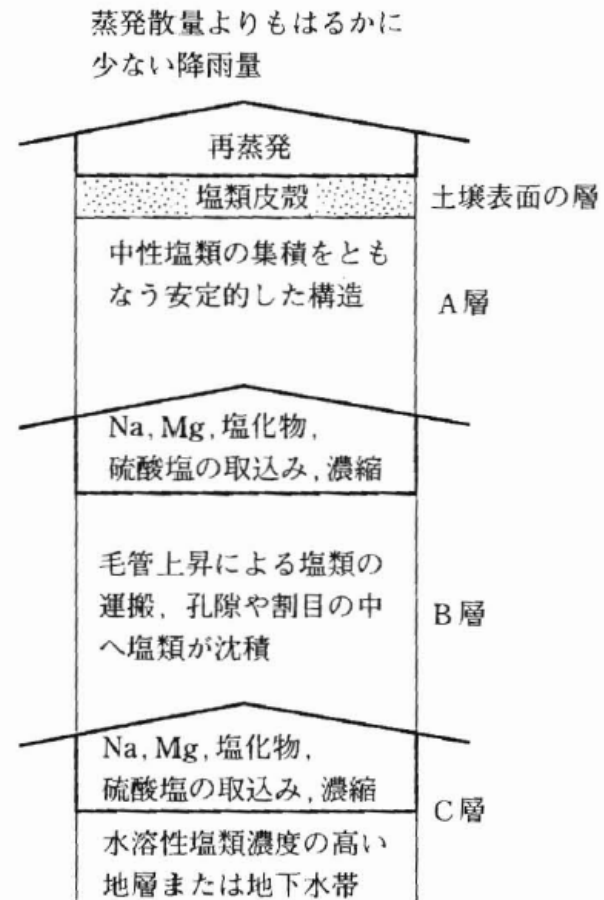 蒸発散量よりもはるかに
少ない降雨量
再蒸発
塩類皮殻
土壌表面の層
中性塩類の集積をとも
なう安定的した構造
A層
Na, Mg, 塩化物,
硫酸塩の取込み, 濃縮
毛管上昇による塩類の
運搬, 孔隙や割目の中
へ塩類が沈積
B層
Na, Mg, 塩化物,
硫酸塩の取込み, 濃縮
C層
水溶性塩類濃度の高い
地層または地下水帯